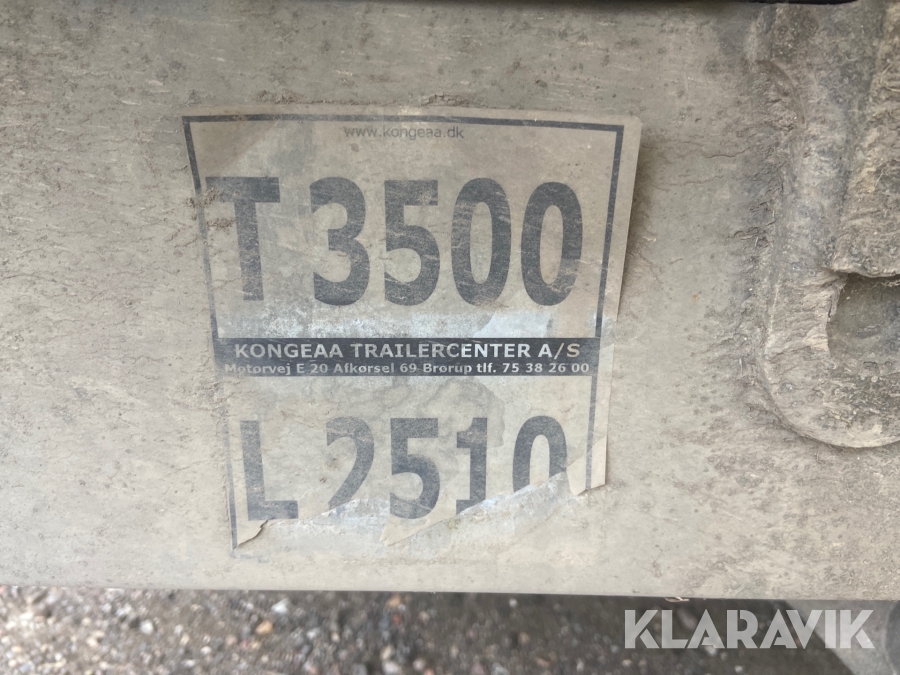 www.kongeaa.dk
T 3500
KONGEAA TRAILERCENTER A/S
Motorvej E 20 Afkørsel 69 Brørup tlf. 75 38 26 00
L 2510
KLARAVIK